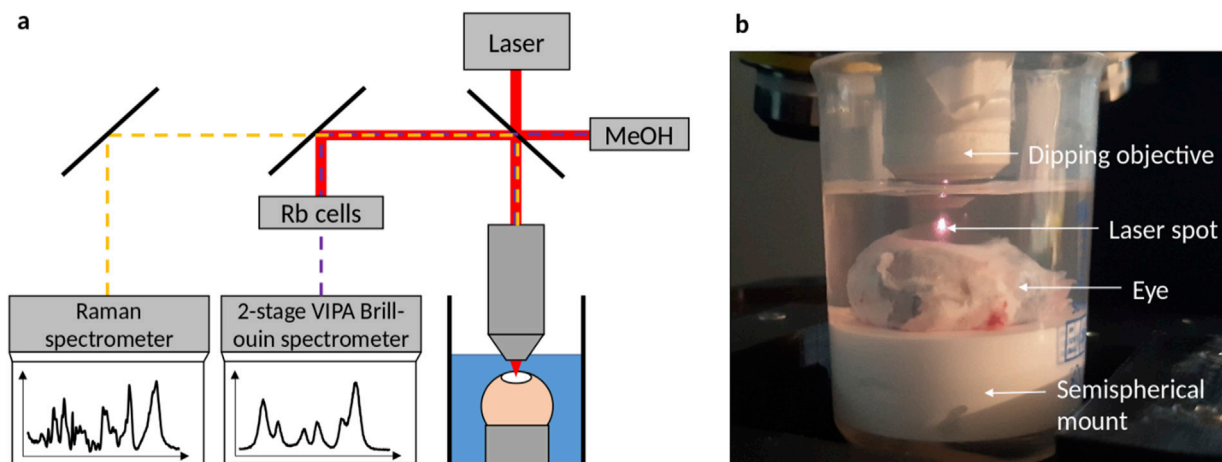 a
Laser
MeOH
Rb cells
Raman
spectrometer
2-stage VIPA Brill-
ouin spectrometer
b
Dipping objective
Laser spot
Eye
Semispherical
mount